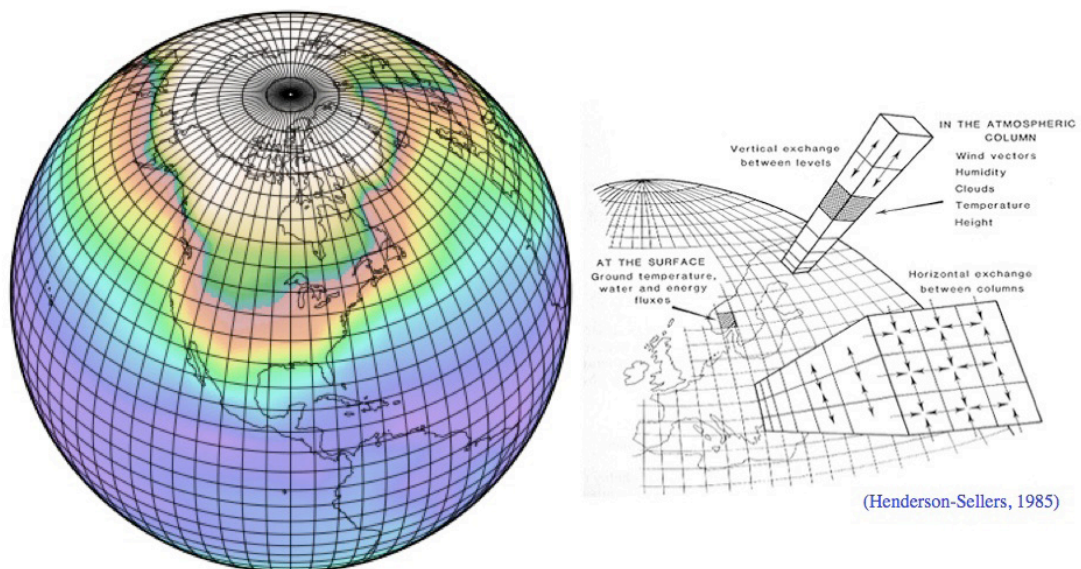 IN THE ATMOSPHERIC
COLUMN
Wind vectors
Humidity
Clouds
Temperature
Height
Vertical exchange
between levels
AT THE SURFACE
Ground temperature,
water and energy
fluxes
Horizontal exchange
between columns
(Henderson-Sellers, 1985)